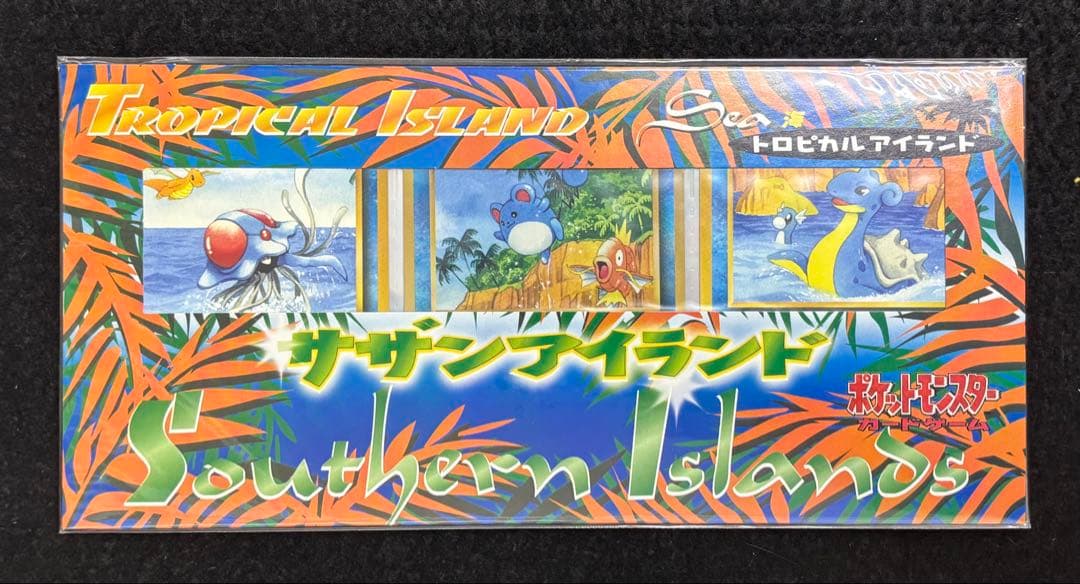 TROPICAL ISLAND
Sea 海
トロピカル アイランド
サザンアイランド
ポケットモンスター
カードゲーム
Southern Islands